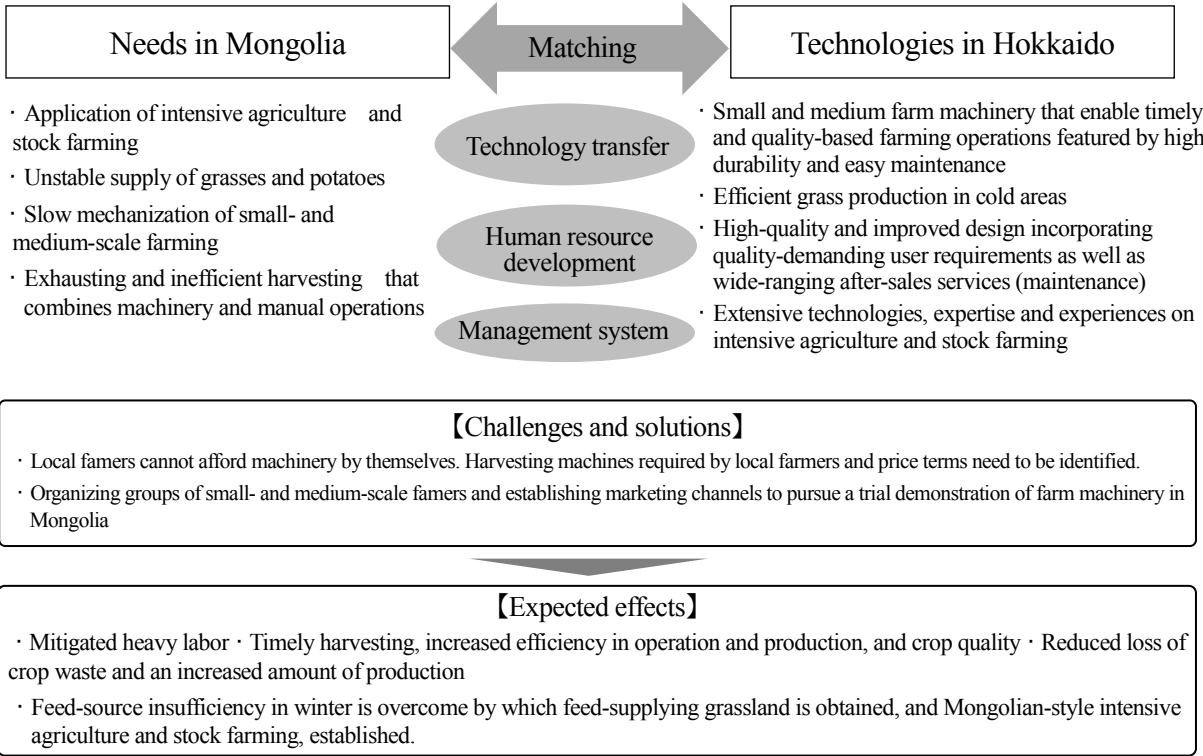 Needs in Mongolia
Matching
Technologies in Hokkaido
· Application of intensive agriculture and
stock farming
· Unstable supply of grasses and potatoes
· Slow mechanization of small- and
medium-scale farming
· Exhausting and inefficient harvesting that
combines machinery and manual operations
Technology transfer
Human resource
development
Management system
· Small and medium farm machinery that enable timely
and quality-based farming operations featured by high
durability and easy maintenance
· Efficient grass production in cold areas
· High-quality and improved design incorporating
quality-demanding user requirements as well as
wide-ranging after-sales services (maintenance)
· Extensive technologies, expertise and experiences on
intensive agriculture and stock farming
【Challenges and solutions】
· Local famers cannot afford machinery by themselves. Harvesting machines required by local farmers and price terms need to be identified.
· Organizing groups of small- and medium-scale famers and establishing marketing channels to pursue a trial demonstration of farm machinery in
Mongolia
【Expected effects】
· Mitigated heavy labor · Timely harvesting, increased efficiency in operation and production, and crop quality · Reduced loss of
crop waste and an increased amount of production
· Feed-source insufficiency in winter is overcome by which feed-supplying grassland is obtained, and Mongolian-style intensive
agriculture and stock farming, established.